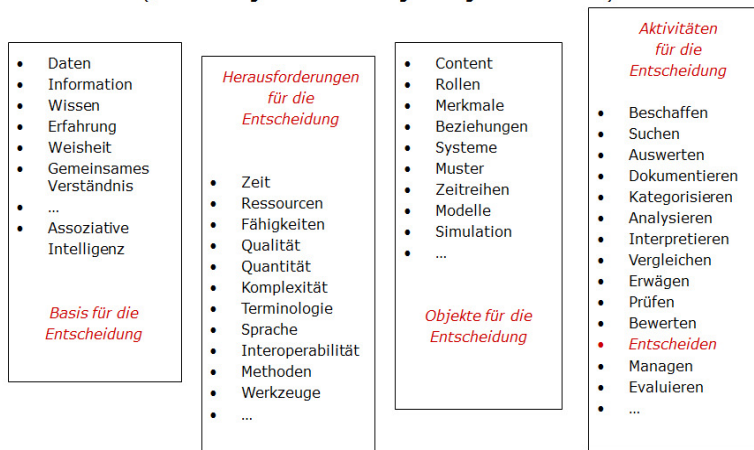 Daten
Information
Wissen
Erfahrung
Weisheit
Gemeinsames
Verständnis
...
Assoziative
Intelligenz
Basis für die
Entscheidung
Herausforderungen
für die
Entscheidung
Zeit
Ressourcen
Fähigkeiten
Qualität
Quantität
Komplexität
Terminologie
Sprache
Interoperabilität
Methoden
Werkzeuge
...
Content
Rollen
Merkmale
Beziehungen
Systeme
Muster
Zeitreihen
Modelle
Simulation
...
Objekte für die
Entscheidung
Aktivitäten
für die
Entscheidung
Beschaffen
Suchen
Auswerten
Dokumentieren
Kategorisieren
Analysieren
Interpretieren
Vergleichen
Erwägen
Prüfen
Bewerten
Entscheiden
Managen
Evaluieren
...